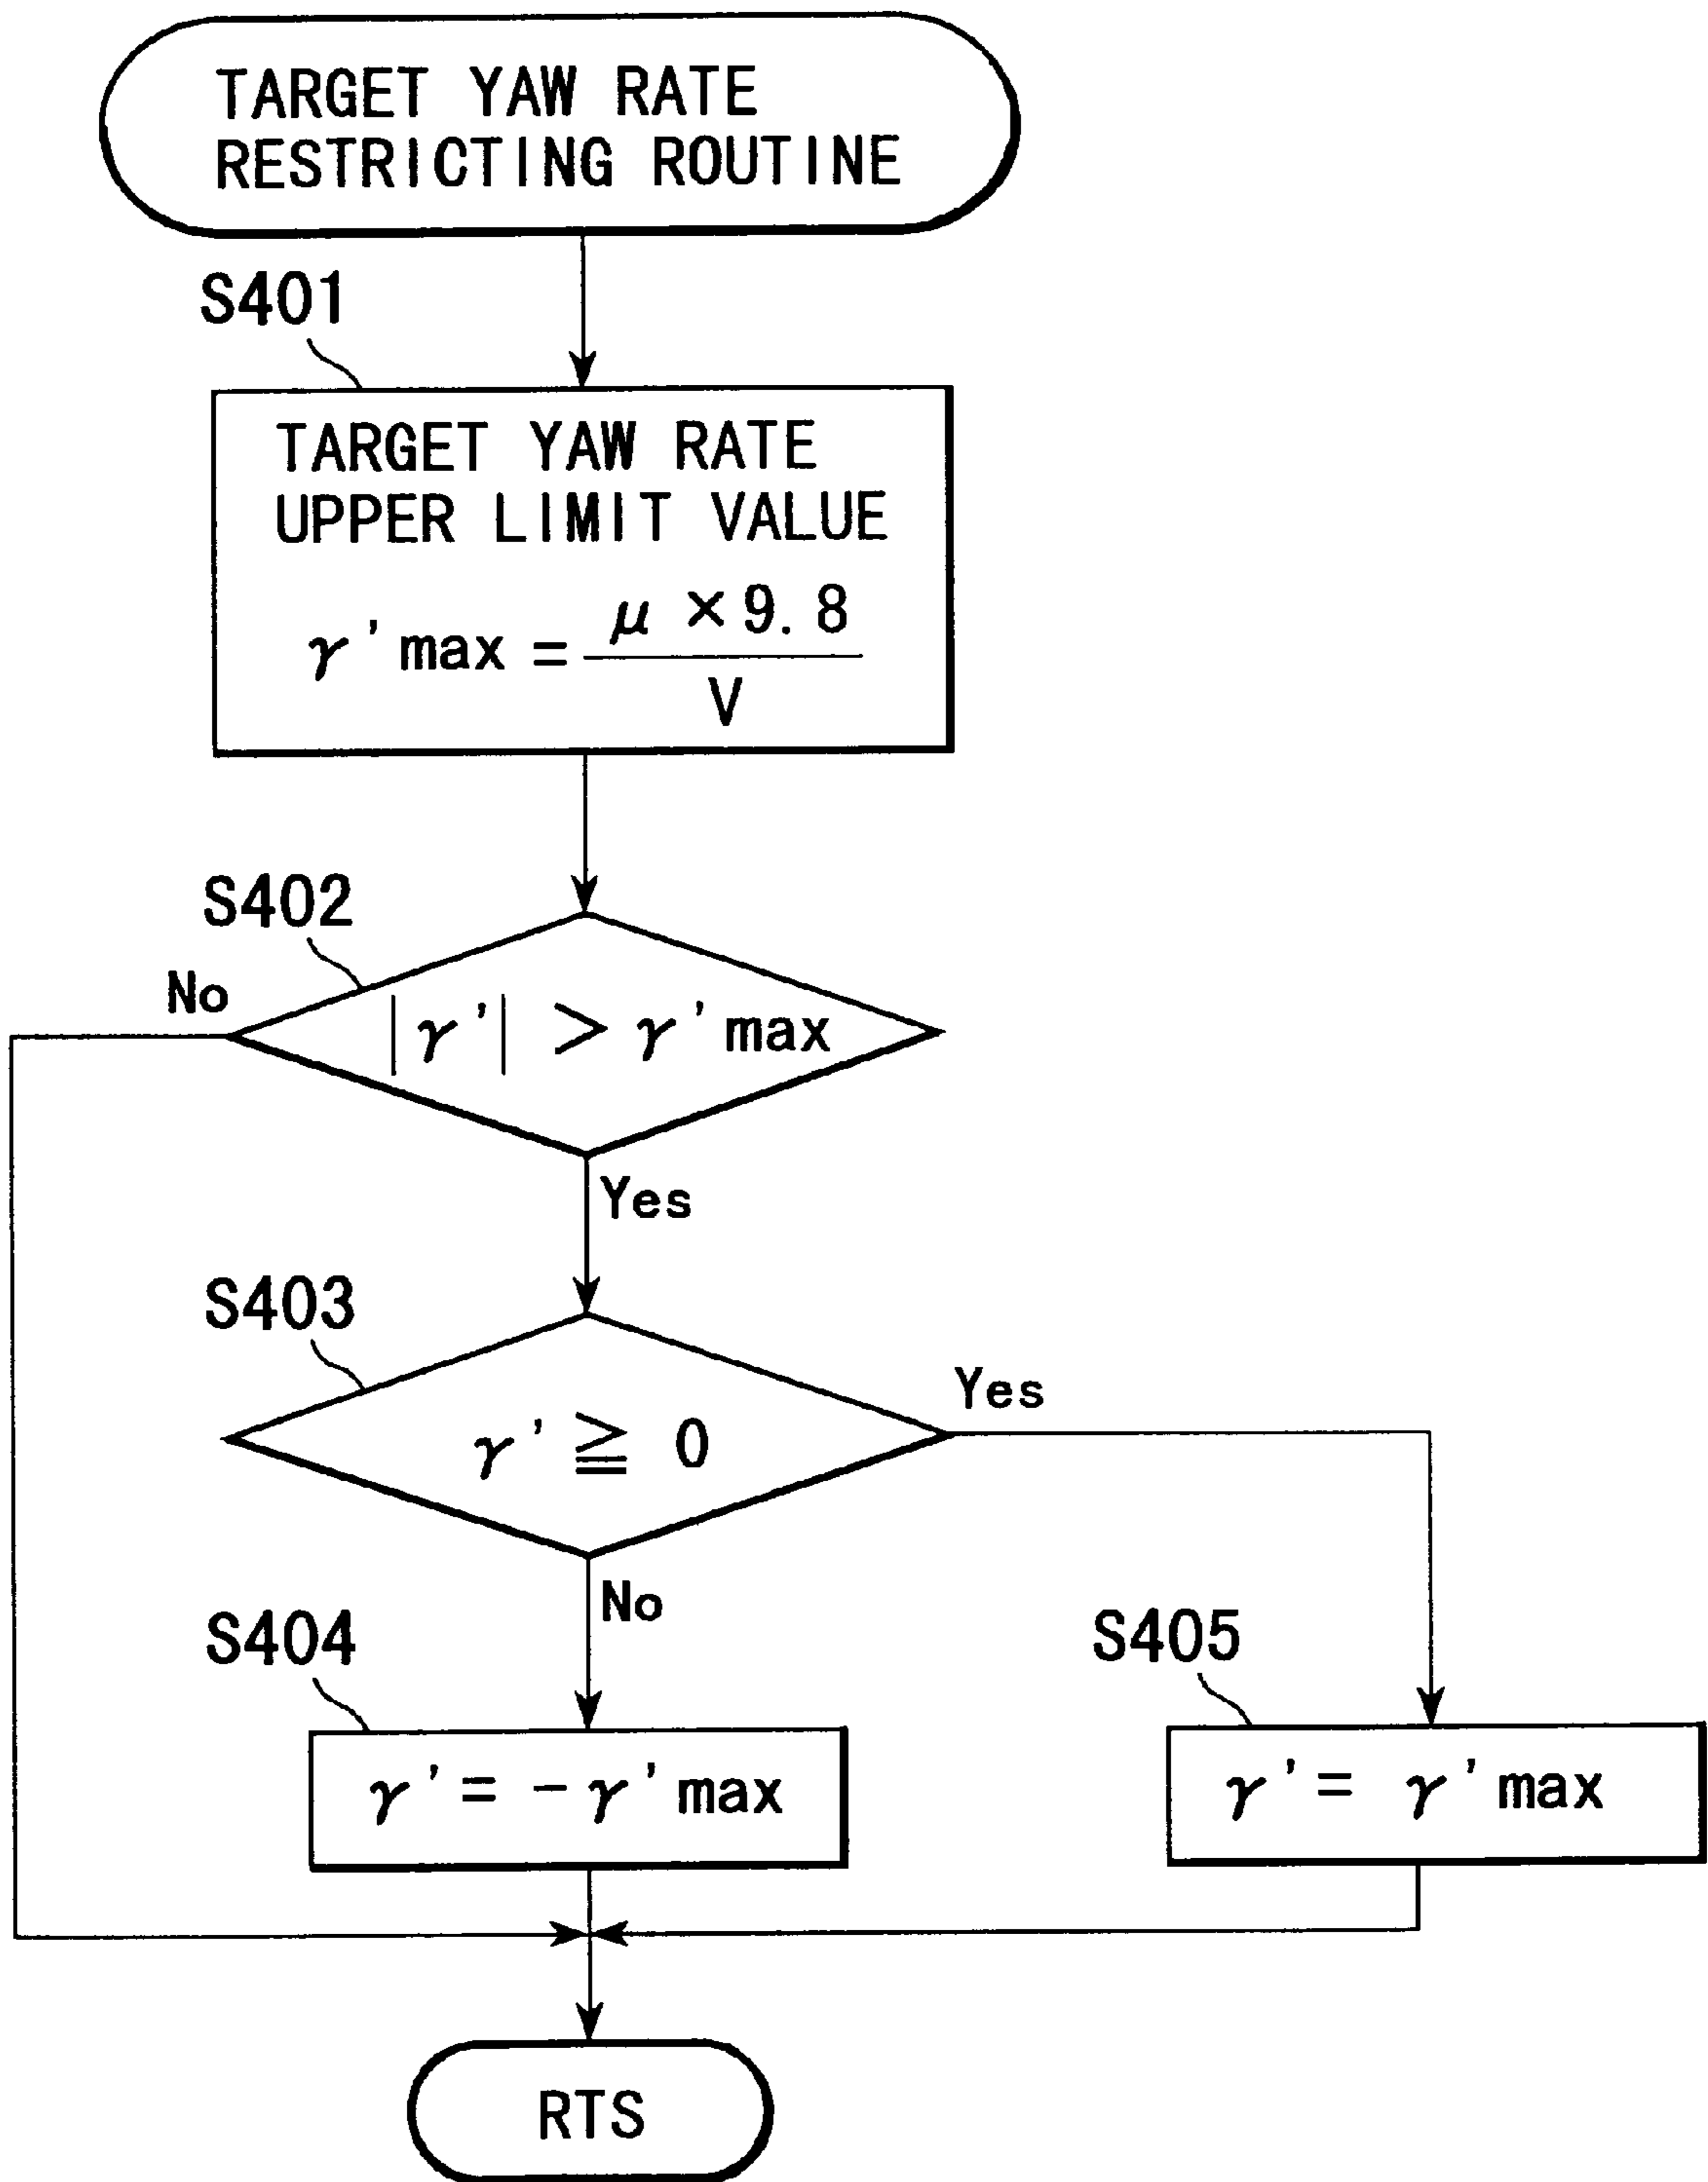 TARGET YAW RATE
RESTRICTING ROUTINE
S401
TARGET YAW RATE
UPPER LIMIT VALUE
γ'max = μ × 9.8 / V
S402
No
|γ'| > γ'max
Yes
S403
Yes
γ' ≧ 0
No
S404
S405
γ' = -γ'max
γ' = γ'max
RTS